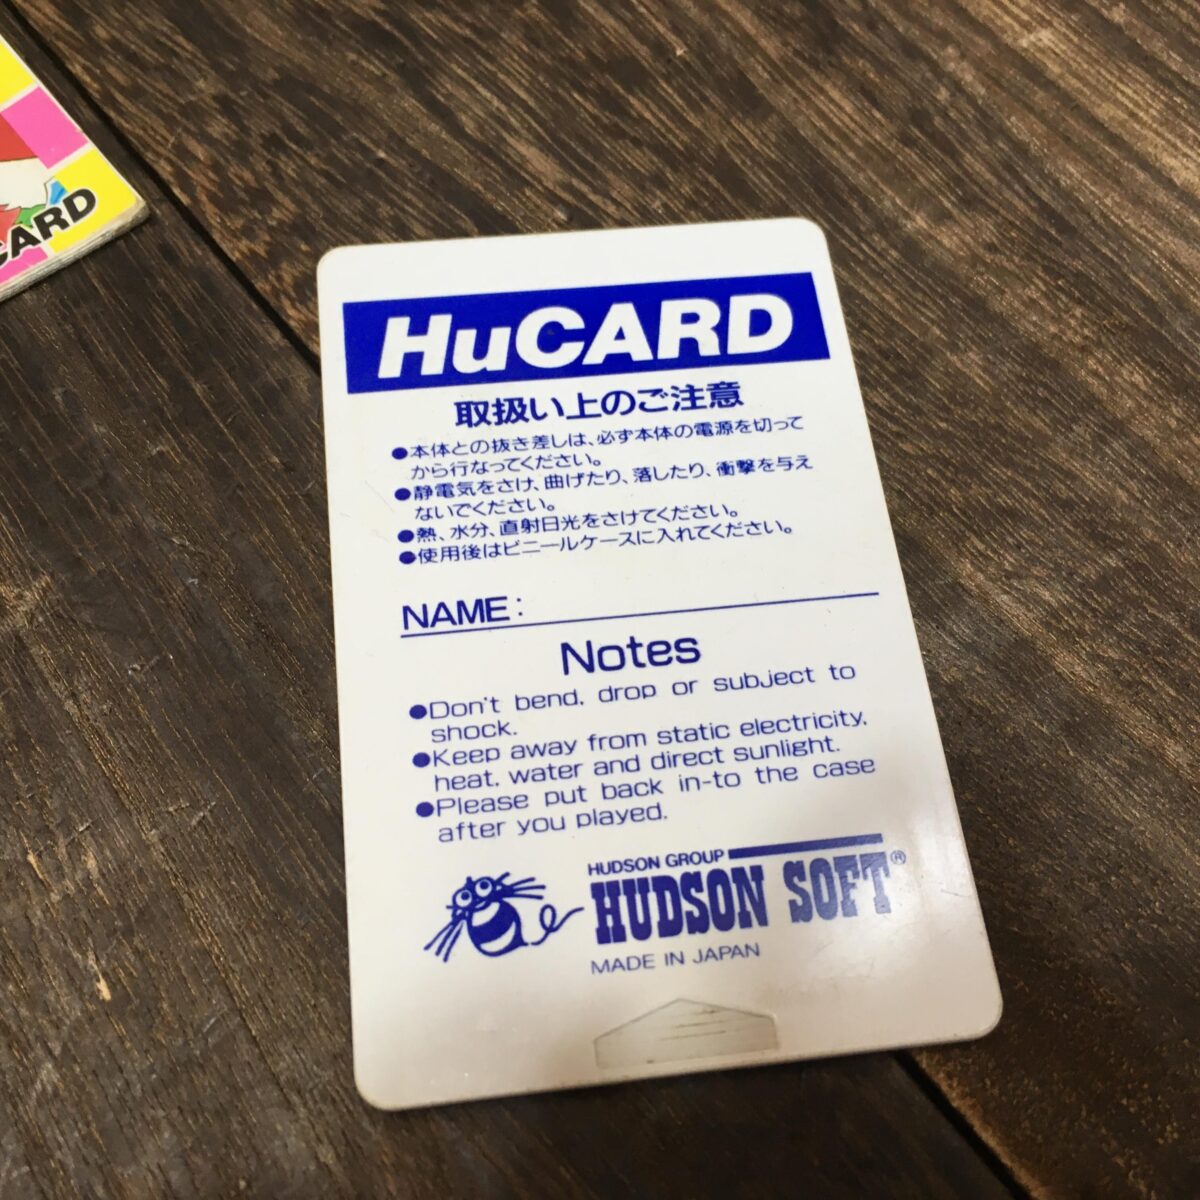 CARD
HuCARD
取扱い上のご注意
●本体との抜き差しは、必ず本体の電源を切って
から行なってください。
●静電気をさけ、曲げたり、落したり、衝撃を与え
ないでください。
●熱、水分、直射日光をさけてください。
●使用後はビニールケースに入れてください。
NAME:
Notes
●Don't bend, drop or subject to
shock.
●Keep away from static electricity,
heat, water and direct sunlight.
●Please put back in-to the case
after you played.
HUDSON GROUP
HUDSON SOFT®
MADE IN JAPAN